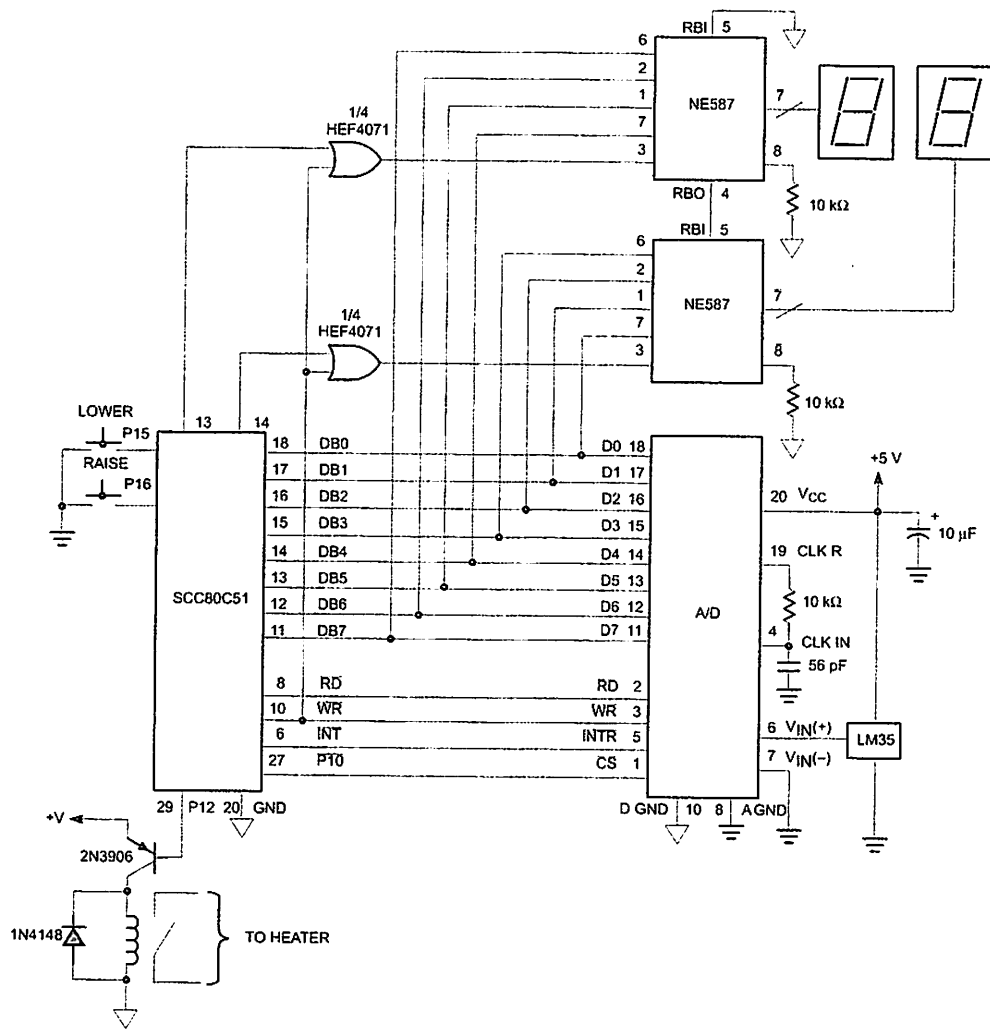 RBI 5
6
2
1
7
3
NE587
7
8
1/4
HEF4071
RBO 4
10 kΩ
RBI 5
6
2
1
7
3
NE587
7
8
1/4
HEF4071
10 kΩ
LOWER
P15
RAISE
P16
13 14
SCC80C51
18 DB0
17 DB1
16 DB2
15 DB3
14 DB4
13 DB5
12 DB6
11 DB7
8 RD
10 WR
6 INT
27 P10
29 P12 20 GND
D0 18
D1 17
D2 16
D3 15
D4 14
D5 13
D6 12
D7 11
RD 2
WR 3
INTR 5
CS 1
A/D
+5 V
20 VCC
+
10 µF
19 CLK R
10 kΩ
4 CLK IN
56 pF
6 VIN(+)
LM35
7 VIN(−)
D GND 10 8 A GND
+V
2N3906
1N4148
TO HEATER